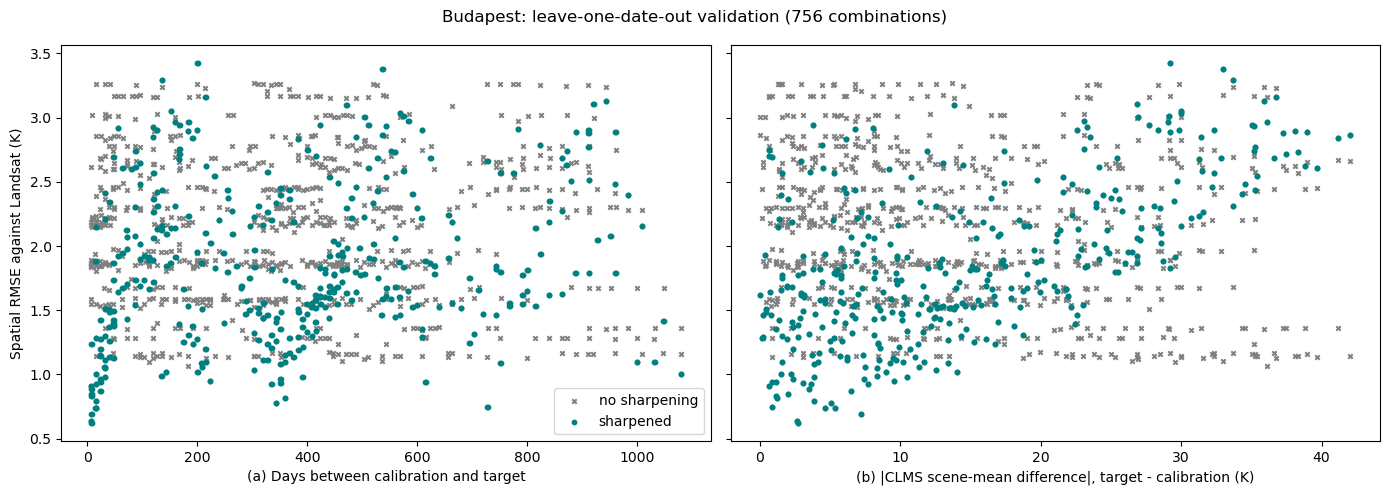 Budapest: leave-one-date-out validation (756 combinations)
Spatial RMSE against Landsat (K)
3.5
3.0
2.5
2.0
1.5
1.0
0.5
no sharpening
sharpened
0 200 400 600 800 1000
0 10 20 30 40
(a) Days between calibration and target
(b) |CLMS scene-mean difference|, target - calibration (K)